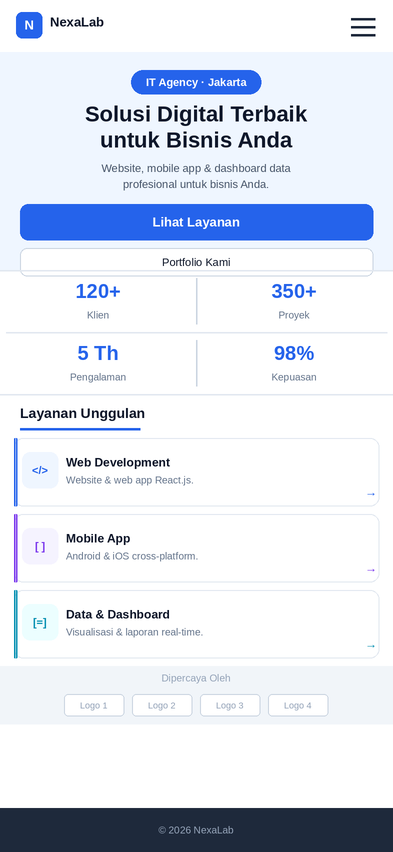 N NexaLab
IT Agency · Jakarta
Solusi Digital Terbaik
untuk Bisnis Anda
Website, mobile app & dashboard data
profesional untuk bisnis Anda.
Lihat Layanan
Portfolio Kami
120+ 350+
Klien Proyek
5 Th 98%
Pengalaman Kepuasan
Layanan Unggulan
Web Development
</> Website & web app React.js.
→
Mobile App
[ ] Android & iOS cross-platform.
→
Data & Dashboard
[=] Visualisasi & laporan real-time.
→
Dipercaya Oleh
Logo 1 Logo 2 Logo 3 Logo 4
© 2026 NexaLab